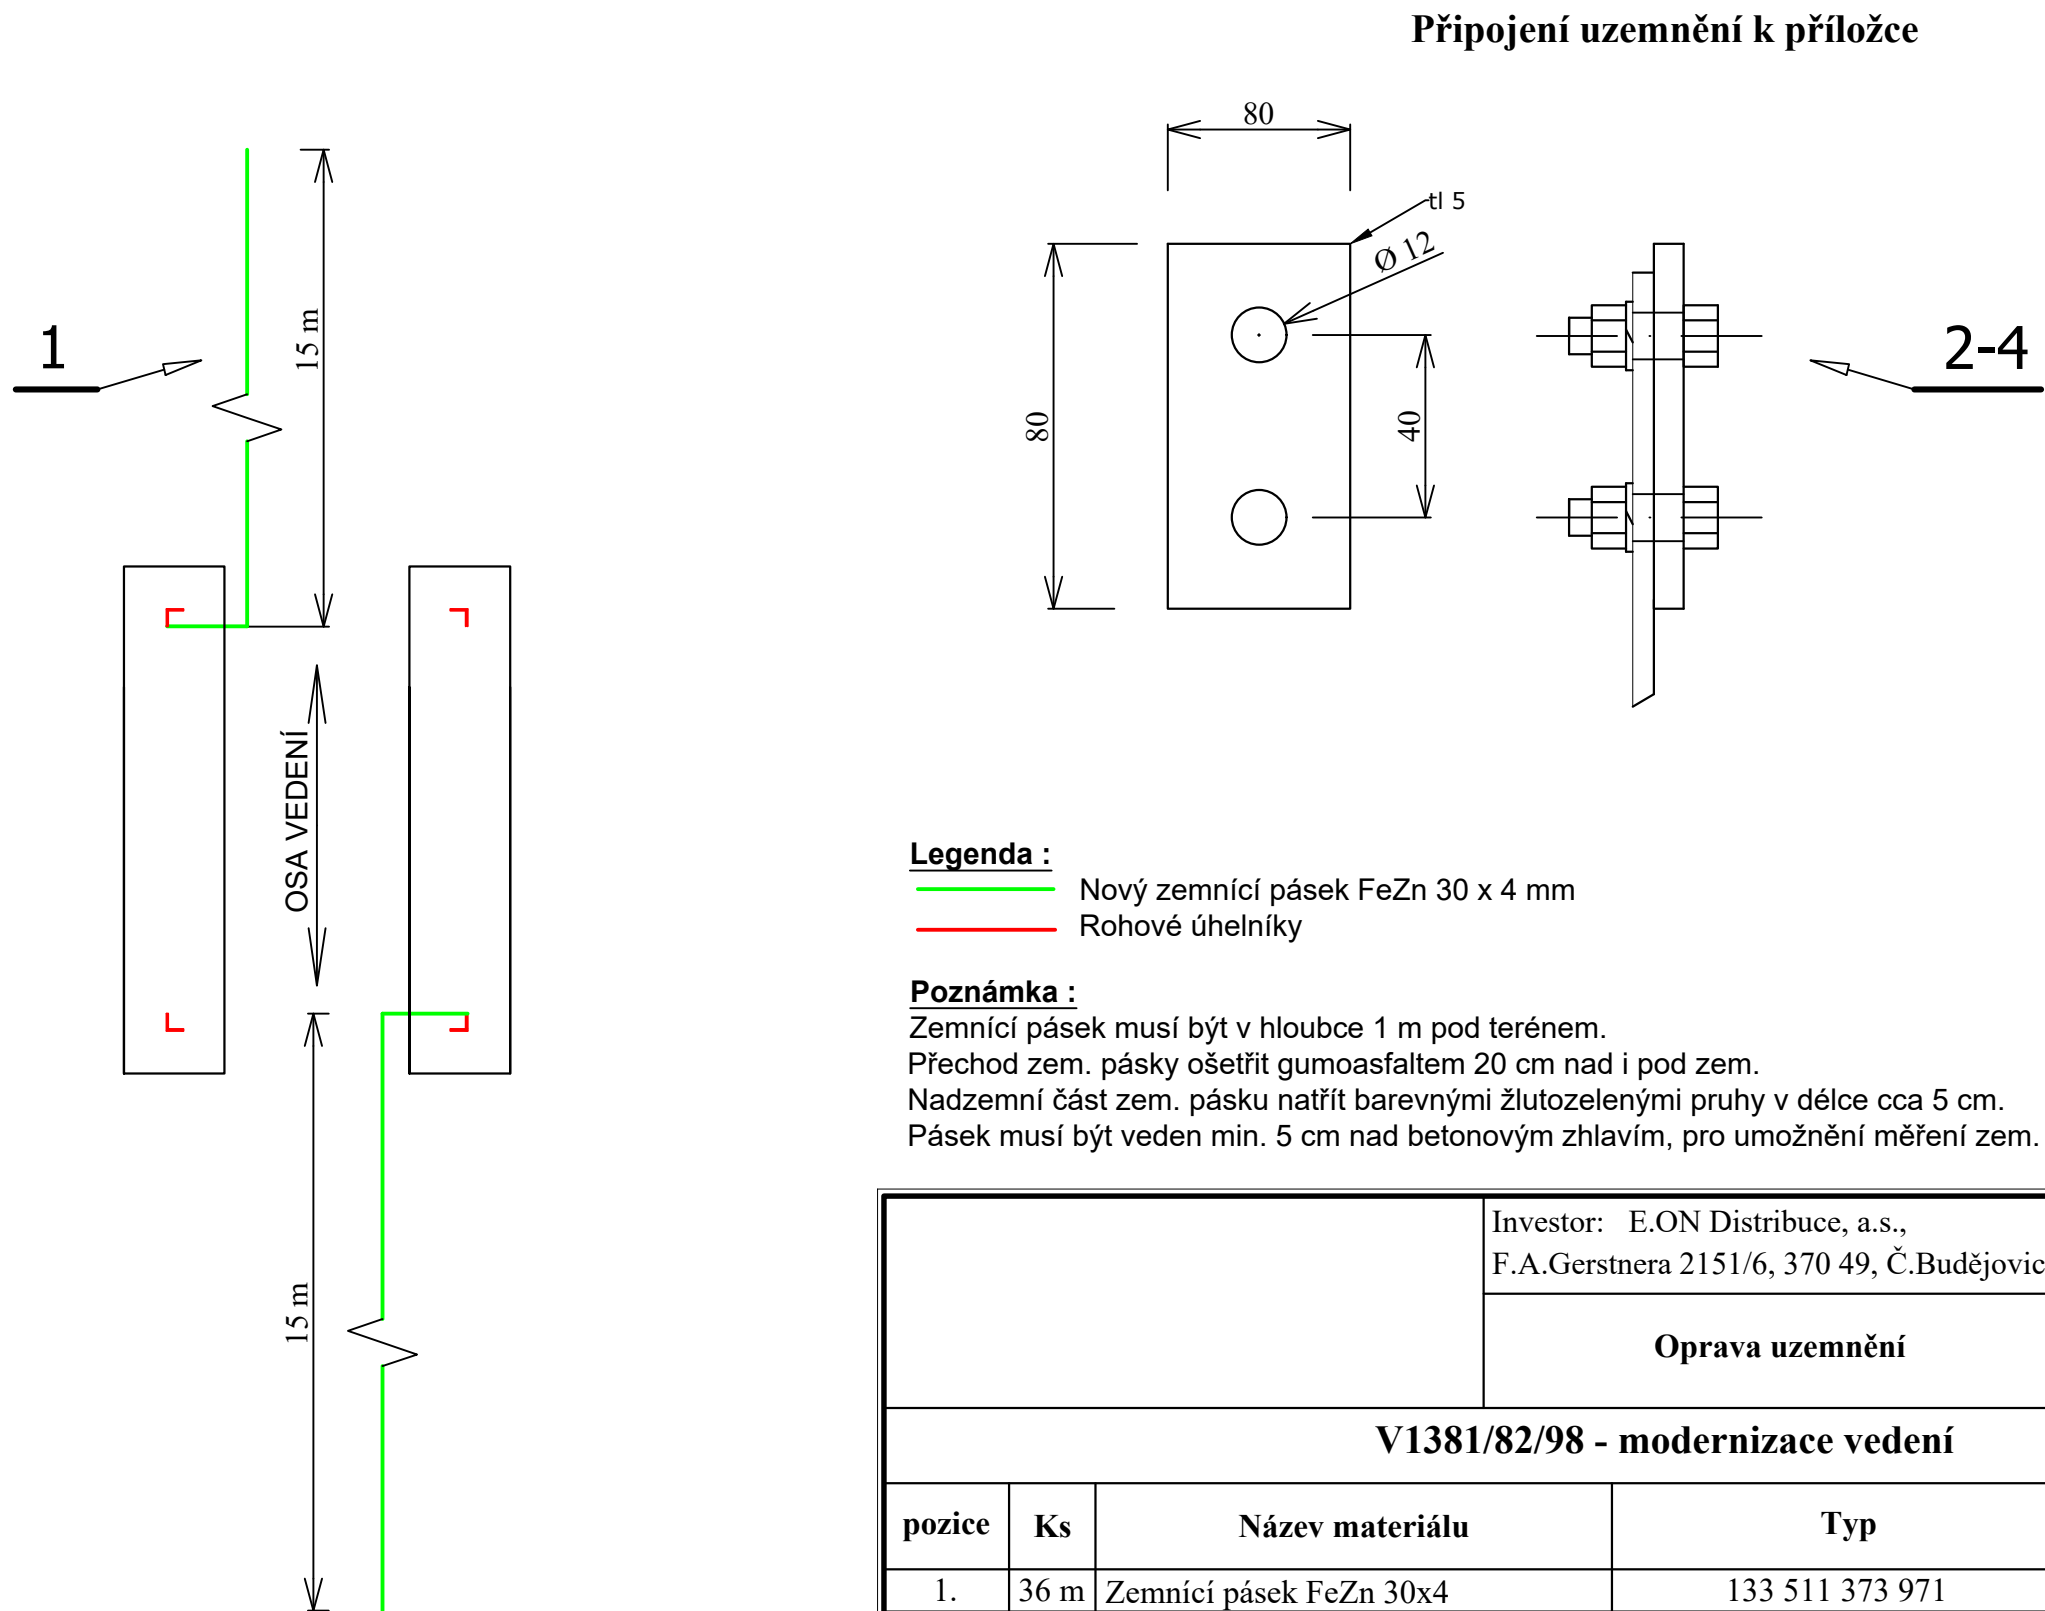 Připojení uzemnění k příložce
80
tl 5
Ø 12
15 m
1
2-4
80
40
OSA VEDENÍ
Legenda :
Nový zemnící pásek FeZn 30 x 4 mm
Rohové úhelníky
Poznámka :
Zemnící pásek musí být v hloubce 1 m pod terénem.
Přechod zem. pásky ošetřit gumoasfaltem 20 cm nad i pod zem.
Nadzemní část zem. pásku natřít barevnými žlutozelenými pruhy v délce cca 5 cm.
Pásek musí být veden min. 5 cm nad betonovým zhlavím, pro umožnění měření zem.
15 m
Investor: E.ON Distribuce, a.s.,
F.A.Gerstnera 2151/6, 370 49, Č.Budějovic
Oprava uzemnění
V1381/82/98 - modernizace vedení
pozice Ks Název materiálu Typ
1. 36 m Zemnící pásek FeZn 30x4 133 511 373 971